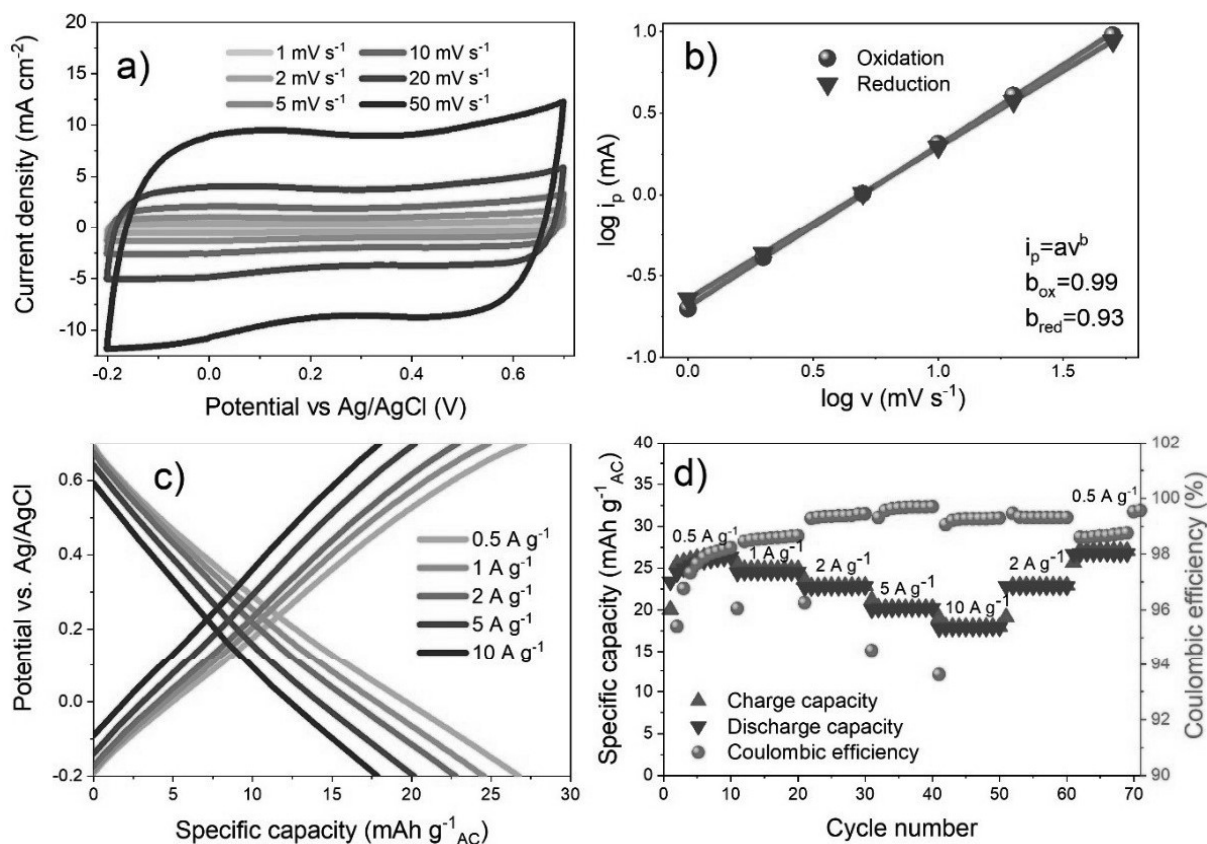 a)
1 mV s⁻¹ 10 mV s⁻¹
2 mV s⁻¹ 20 mV s⁻¹
5 mV s⁻¹ 50 mV s⁻¹
Current density (mA cm⁻²)
20
15
10
5
0
-5
-10
-0.2 0.0 0.2 0.4 0.6
Potential vs Ag/AgCl (V)
b)
Oxidation
Reduction
log iₚ (mA)
1.0
0.5
0.0
-0.5
-1.0
iₚ=avᵇ
bₒₓ=0.99
b_red=0.93
0.0 0.5 1.0 1.5
log v (mV s⁻¹)
c)
Potential vs. Ag/AgCl
0.6
0.4
0.2
0.0
-0.2
0.5 A g⁻¹
1 A g⁻¹
2 A g⁻¹
5 A g⁻¹
10 A g⁻¹
0 5 10 15 20 25 30
Specific capacity (mAh g⁻¹_AC)
d)
Specific capacity (mAh g⁻¹_AC)
40
35
30
25
20
15
10
5
0
0.5 A g⁻¹
1 A g⁻¹
2 A g⁻¹
5 A g⁻¹
10 A g⁻¹
2 A g⁻¹
0.5 A g⁻¹
Charge capacity
Discharge capacity
Coulombic efficiency
102
100
98
96
94
92
90
Coulombic efficiency (%)
0 10 20 30 40 50 60 70
Cycle number